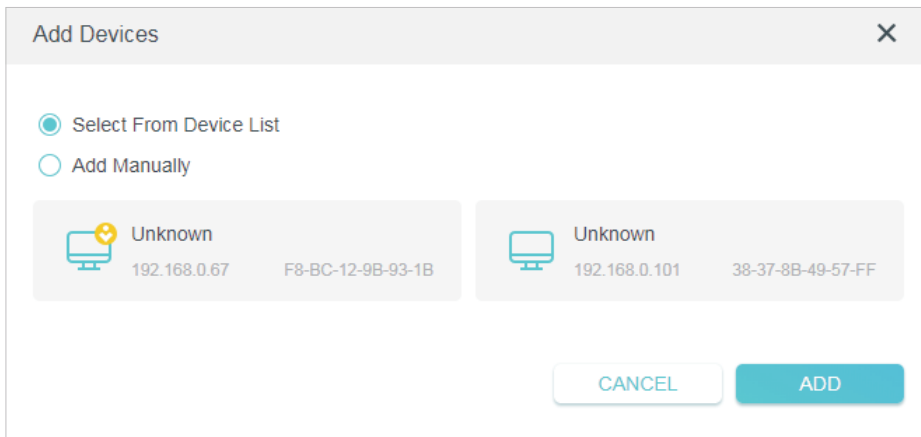 Add Devices
Select From Device List
Add Manually
Unknown
192.168.0.67 F8-BC-12-9B-93-1B
Unknown
192.168.0.101 38-37-8B-49-57-FF
CANCEL ADD